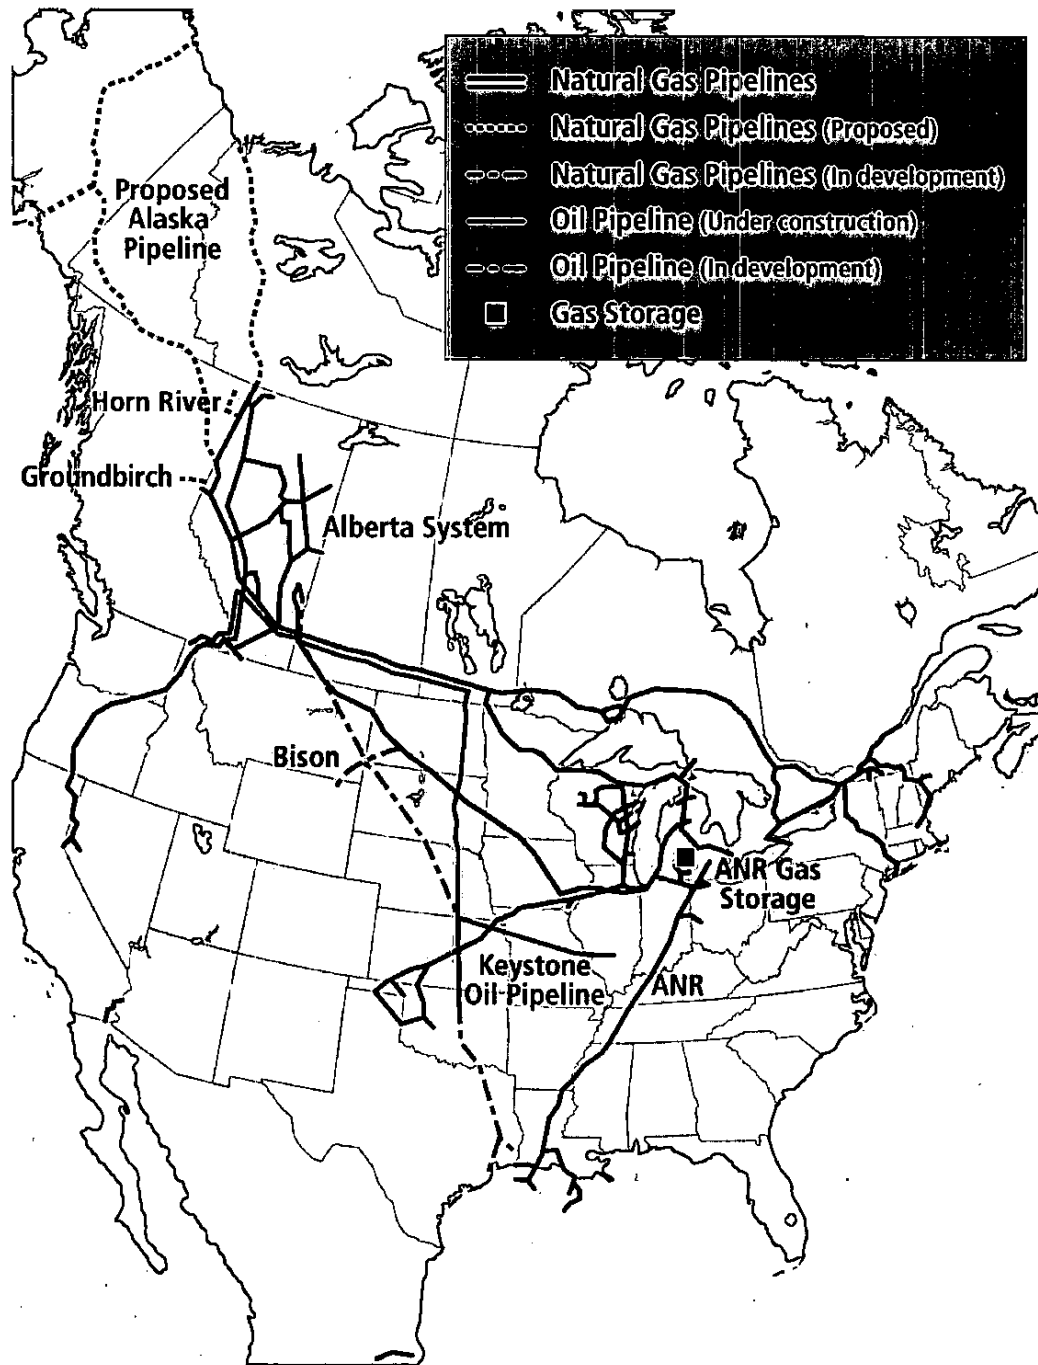 Natural Gas Pipelines
Natural Gas Pipelines (Proposed)
Natural Gas Pipelines (In development)
Oil Pipeline (Under construction)
Oil Pipeline (In development)
Gas Storage
Proposed
Alaska
Pipeline
Horn River
Groundbirch
Alberta System
Bison
ANR Gas
Storage
Keystone
Oil Pipeline
ANR